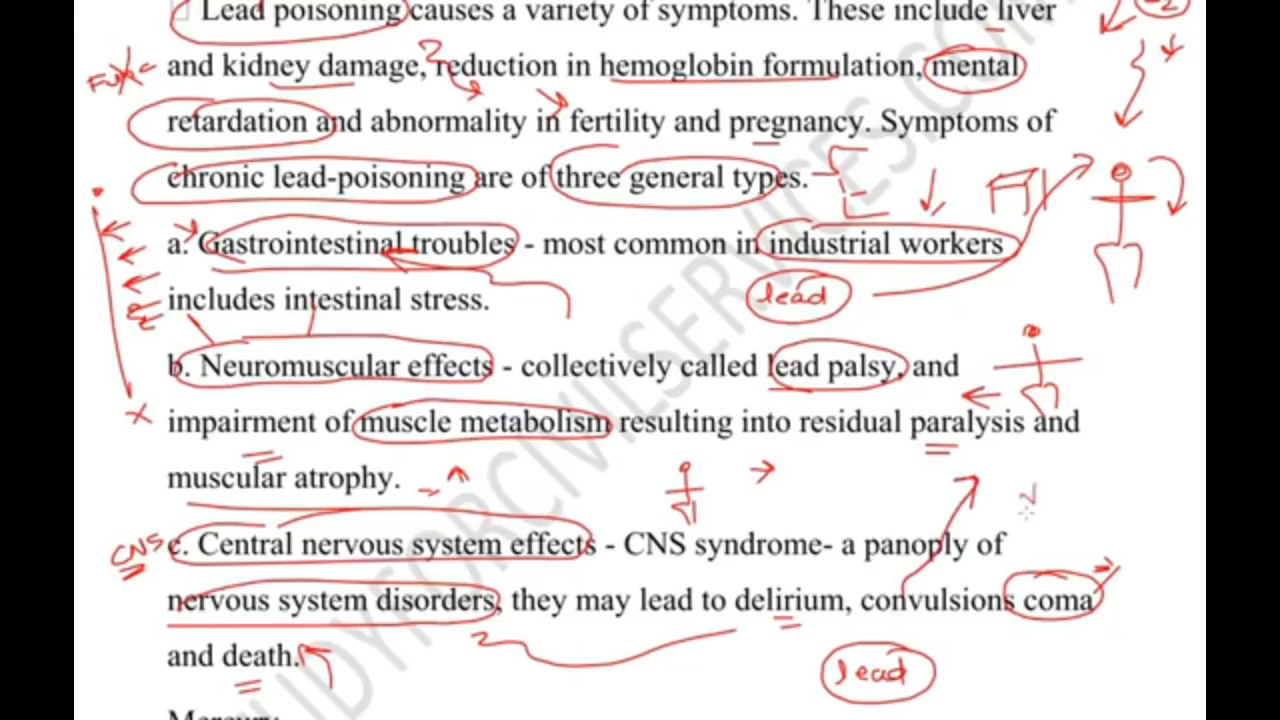 Lead poisoning causes a variety of symptoms. These include liver
and kidney damage, reduction in hemoglobin formulation, mental
retardation and abnormality in fertility and pregnancy. Symptoms of
chronic lead-poisoning are of three general types.
a. Gastrointestinal troubles - most common in industrial workers
includes intestinal stress.
lead
b. Neuromuscular effects - collectively called lead palsy, and
impairment of muscle metabolism resulting into residual paralysis and
muscular atrophy.
CNS c. Central nervous system effects - CNS syndrome- a panoply of
nervous system disorders, they may lead to delirium, convulsions coma
and death.
lead
Mercury